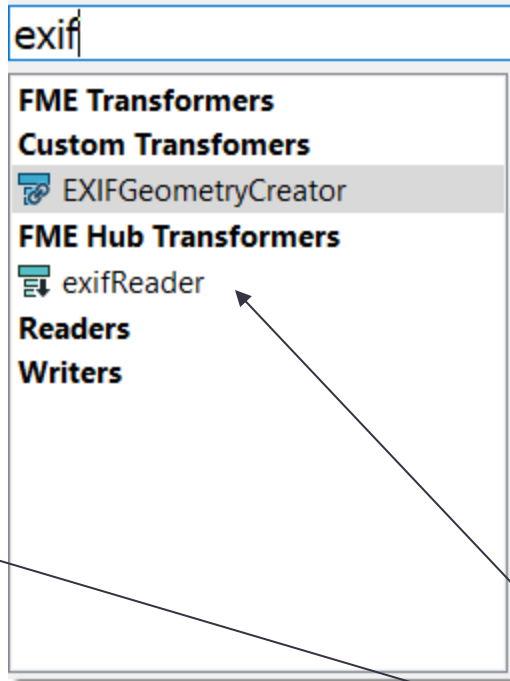 exif
FME Transformers
Custom Transfomers
EXIFGeometryCreator
FME Hub Transformers
exifReader
Readers
Writers